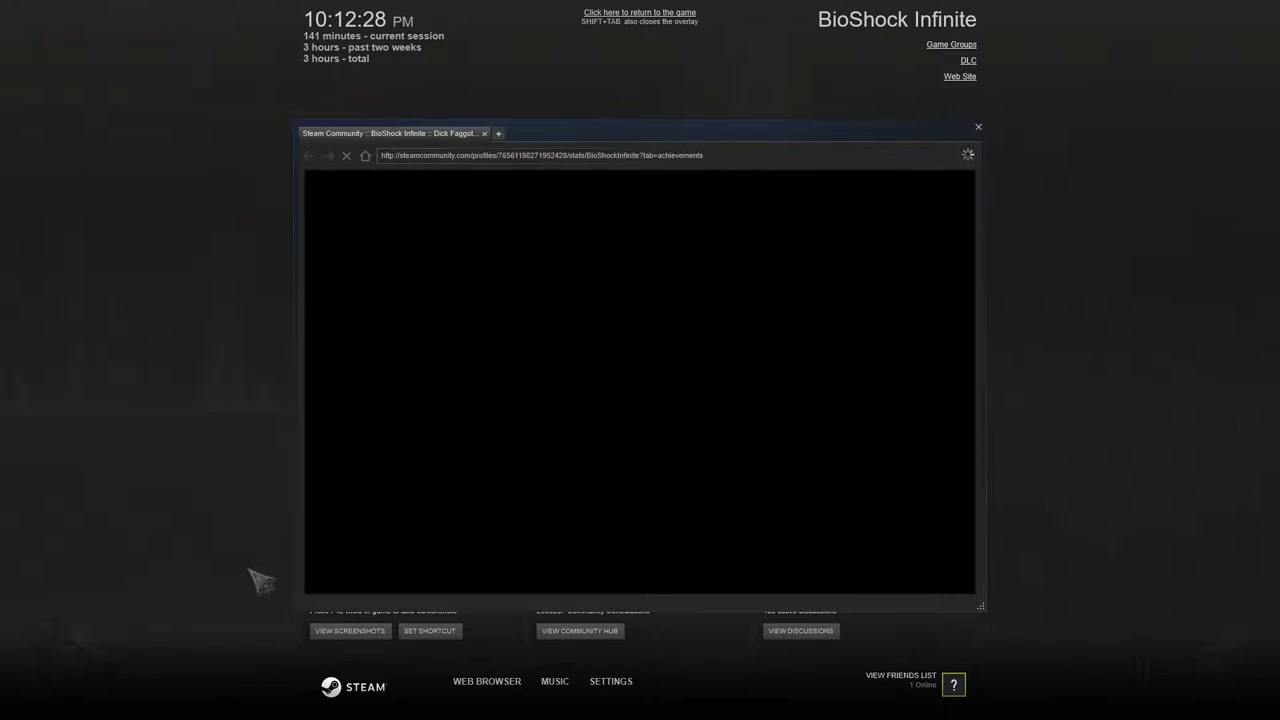 10:12:28 PM
141 minutes - current session
3 hours - past two weeks
3 hours - total
Click here to return to the game
SHIFT+TAB also closes the overlay
BioShock Infinite
Game Groups
DLC
Web Site
Steam Community :: BioShock Infinite :: Dick Faggot...
http://steamcommunity.com/profiles/76561198271952428/stats/BioShockInfinite?tab=achievements
VIEW SCREENSHOTS
SET SHORTCUT
VIEW COMMUNITY HUB
VIEW DISCUSSIONS
STEAM
WEB BROWSER
MUSIC
SETTINGS
VIEW FRIENDS LIST
1 Online
?